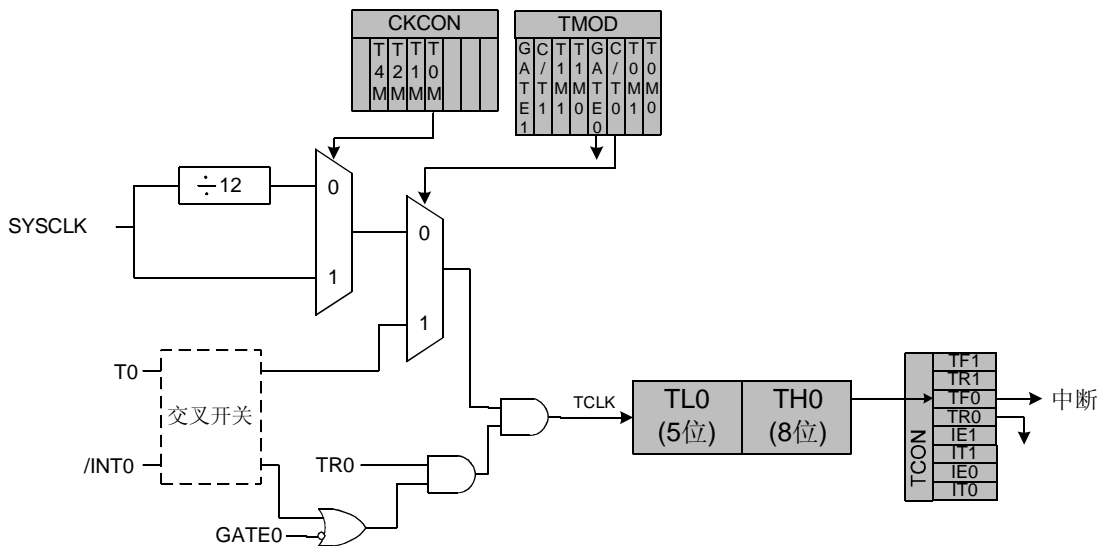 CKCON
T4M
T2M
T1M
T0M
TMOD
GATE1
C/T1
T1M1
T1M0
GATE0
C/T0
T0M1
T0M0
÷12
0
1
SYSCLK
0
1
T0
交叉开关
/INT0
TR0
GATE0
TCLK
TL0
(5位)
TH0
(8位)
TCON
TF1
TR1
TF0
TR0
IE1
IT1
IE0
IT0
中断